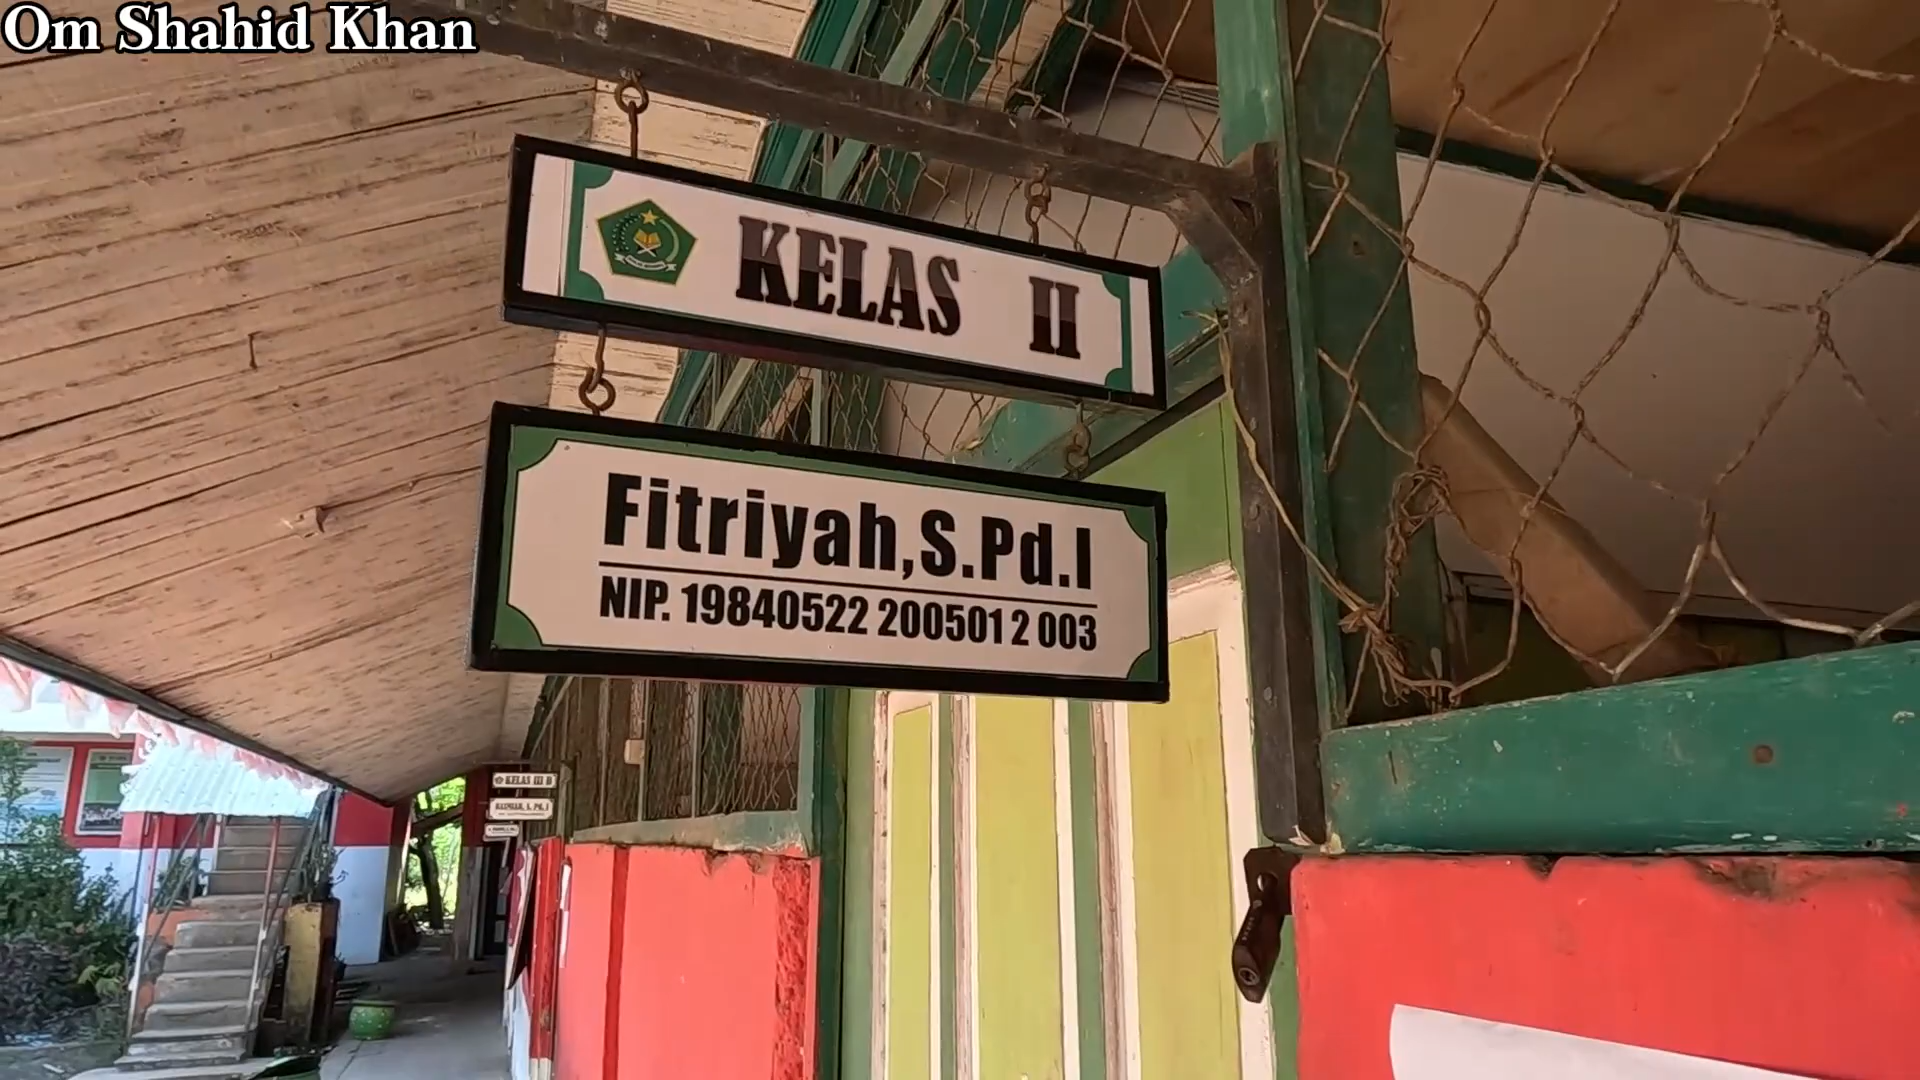 Om Shahid Khan
KELAS II
Fitriyah,S.Pd.I
NIP. 19840522 200501 2 003
KELAS III B